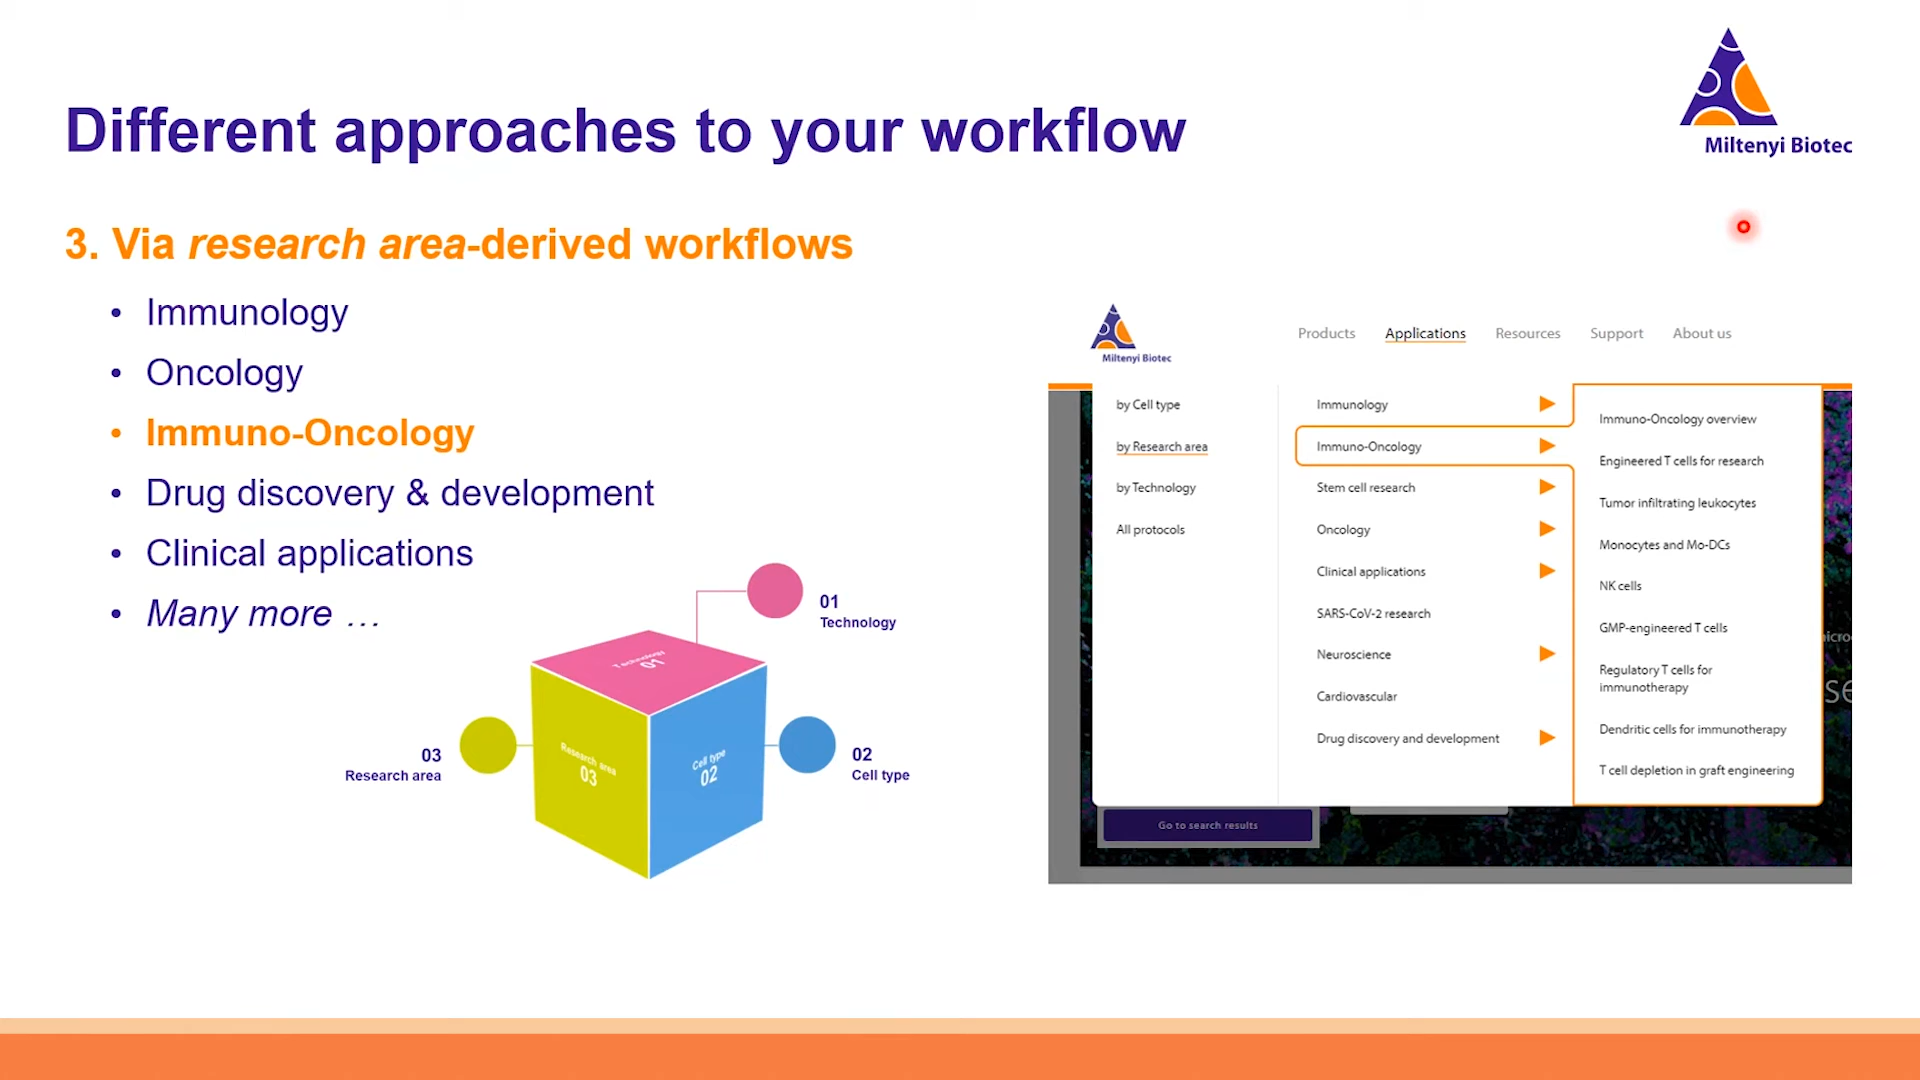 Different approaches to your workflow
Miltenyi Biotec
3. Via research area-derived workflows
• Immunology
• Oncology
• Immuno-Oncology
• Drug discovery & development
• Clinical applications
• Many more …
01
Technology
Technology
01
03
Research area
Research area
03
Cell type
02
02
Cell type
Miltenyi Biotec
Products Applications Resources Support About us
by Cell type
by Research area
by Technology
All protocols
Immunology
Immuno-Oncology
Stem cell research
Oncology
Clinical applications
SARS-CoV-2 research
Neuroscience
Cardiovascular
Drug discovery and development
Immuno-Oncology overview
Engineered T cells for research
Tumor infiltrating leukocytes
Monocytes and Mo-DCs
NK cells
GMP-engineered T cells
Regulatory T cells for
immunotherapy
Dendritic cells for immunotherapy
T cell depletion in graft engineering
Go to search results